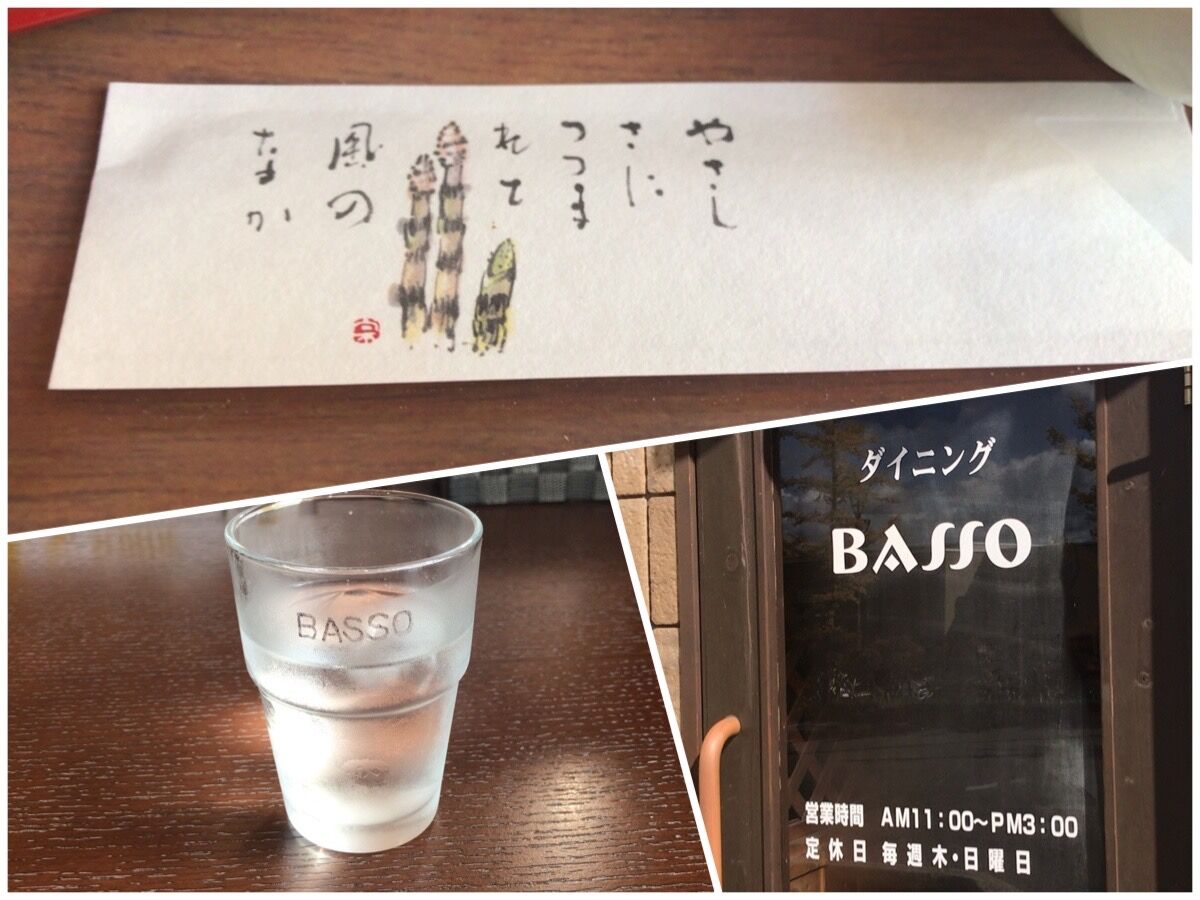 やさし
さに
つつま
れて
風の
なか
BASSO
ダイニング
BASSO
営業時間 AM11:00~PM3:00
定休日 毎週木・日曜日